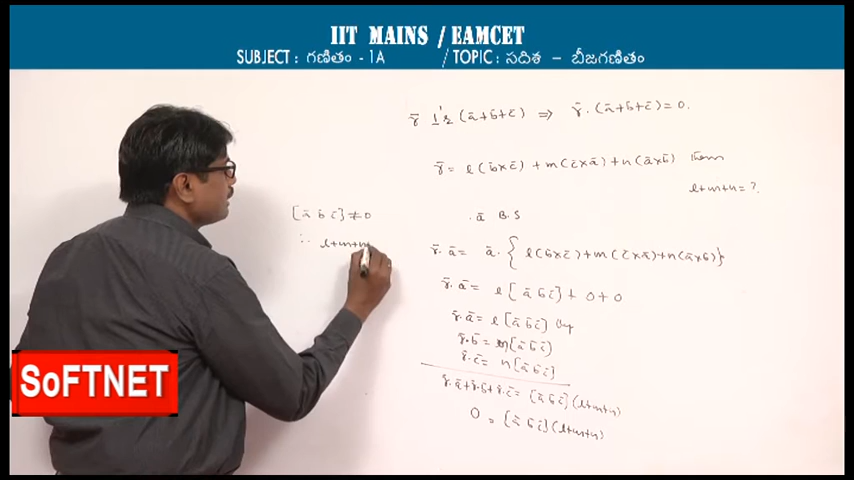 IIT MAINS / EAMCET
SUBJECT : గణితం - 1A / TOPIC : సదిశ – బీజగణితం
r̄ ⊥'r (ā+b̄+c̄) ⇒ r̄.(ā+b̄+c̄)=0.
r̄ = l(b̄×c̄) + m(c̄×ā) + n(ā×b̄) then
l+m+n=?
.ā B.S
r̄.ā = ā.{l(b̄×c̄)+m(c̄×ā)+n(ā×b̄)}
r̄.ā = l[ā b̄ c̄] + 0+0
r̄.ā = l[ā b̄ c̄]
r̄.b̄ = m[ā b̄ c̄]
r̄.c̄ = n[ā b̄ c̄]
r̄.ā+r̄.b̄+r̄.c̄ = [ā b̄ c̄](l+m+n)
0 = [ā b̄ c̄](l+m+n)
[ā b̄ c̄]≠0
∴ l+m+n
SOFTNET